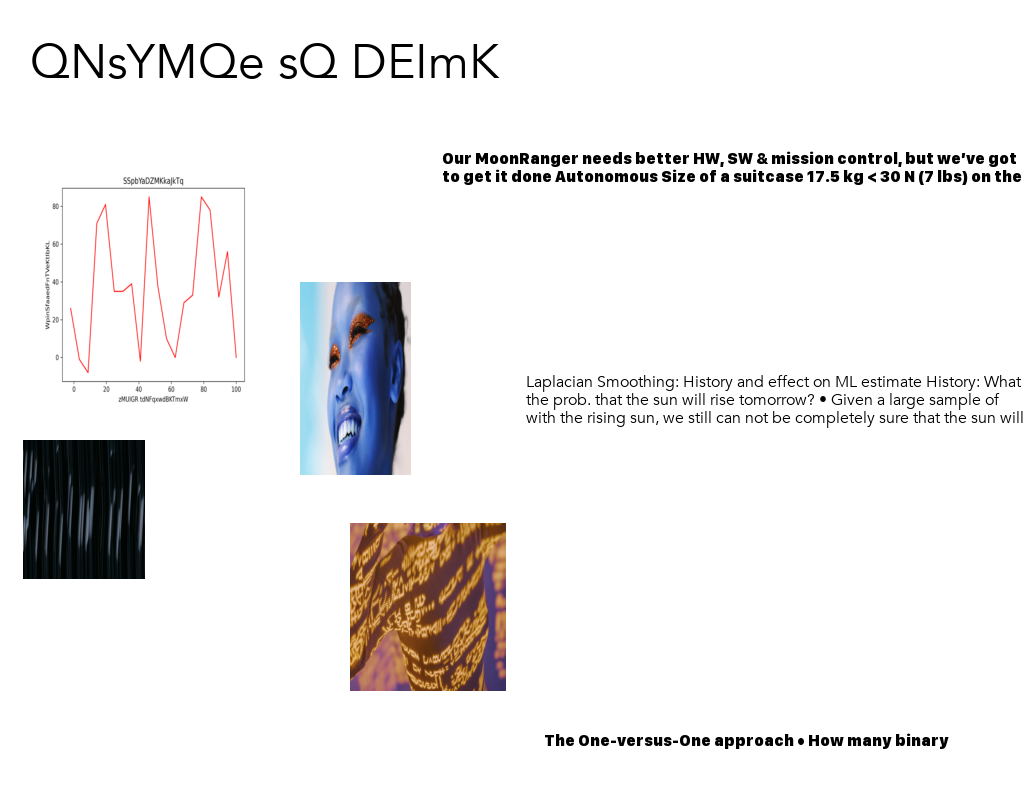 QNsYMQe sQ DEImK
Our MoonRanger needs better HW, SW & mission control, but we've got
to get it done Autonomous Size of a suitcase 17.5 kg < 30 N (7 lbs) on the
SSpbYaDZMKkaJkTq
80
60
40
20
0
0 20 40 60 80 100
zMUIGR tdNFqxwdBKTmxW
Laplacian Smoothing: History and effect on ML estimate History: What
the prob. that the sun will rise tomorrow? • Given a large sample of
with the rising sun, we still can not be completely sure that the sun will
The One-versus-One approach • How many binary